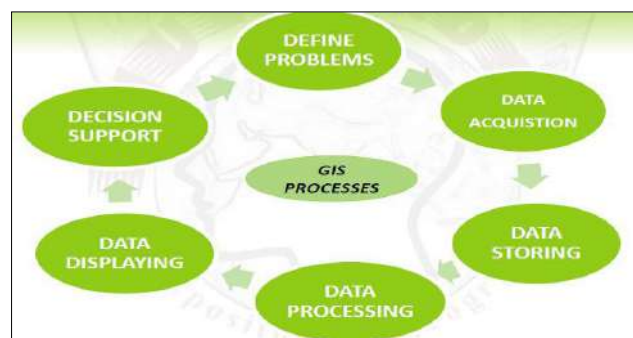 DEFINE
PROBLEMS
DATA
ACQUISTION
DATA
STORING
DATA
PROCESSING
DATA
DISPLAYING
DECISION
SUPPORT
GIS
PROCESSES